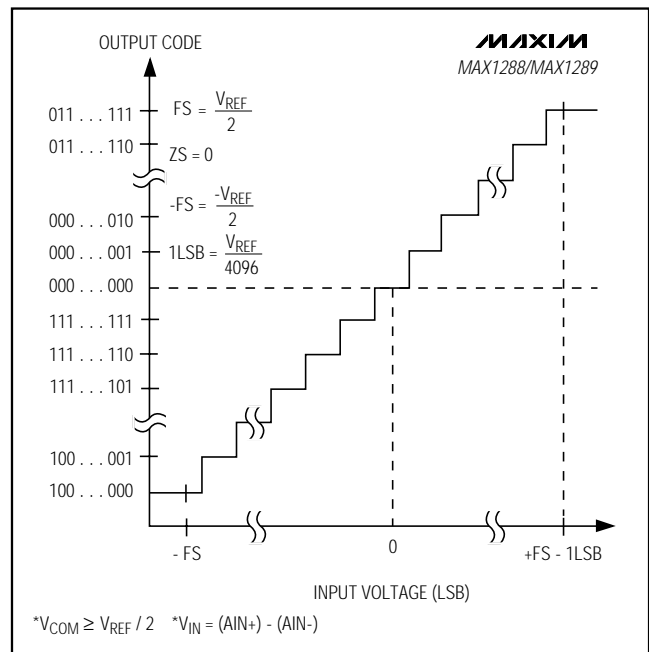 OUTPUT CODE
MAXIM
MAX1288/MAX1289
011 . . . 111
FS = V_REF / 2
011 . . . 110
ZS = 0
-FS = -V_REF / 2
000 . . . 010
000 . . . 001
1LSB = V_REF / 4096
000 . . . 000
111 . . . 111
111 . . . 110
111 . . . 101
100 . . . 001
100 . . . 000
- FS
0
+FS - 1LSB
INPUT VOLTAGE (LSB)
*V_COM ≥ V_REF / 2 *V_IN = (AIN+) - (AIN-)